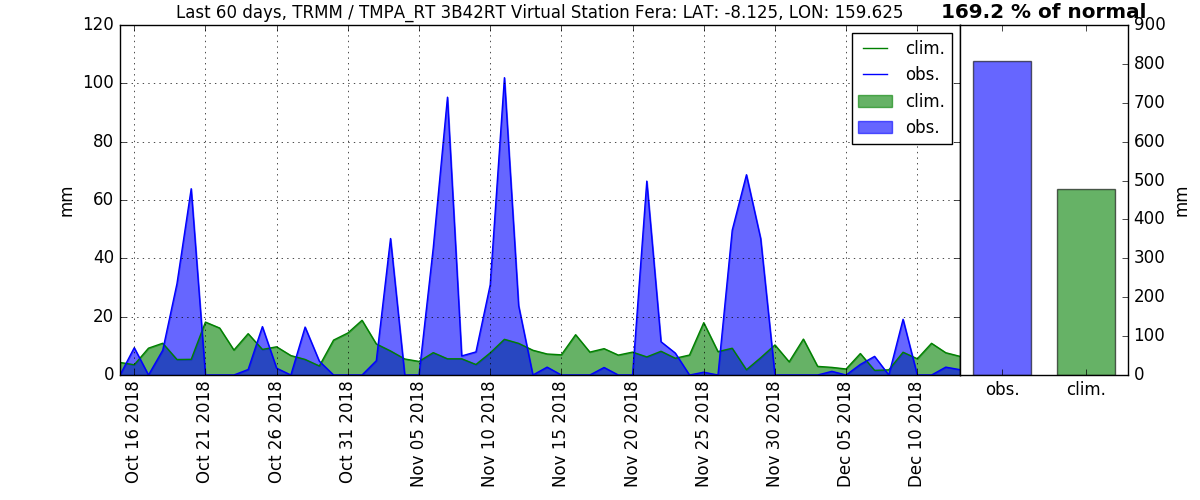 Last 60 days, TRMM / TMPA_RT 3B42RT Virtual Station Fera: LAT: -8.125, LON: 159.625
169.2 % of normal
120
100
80
60
40
20
0
mm
clim.
obs.
clim.
obs.
900
800
700
600
500
400
300
200
100
0
mm
obs.
clim.
Oct 16 2018
Oct 21 2018
Oct 26 2018
Oct 31 2018
Nov 05 2018
Nov 10 2018
Nov 15 2018
Nov 20 2018
Nov 25 2018
Nov 30 2018
Dec 05 2018
Dec 10 2018